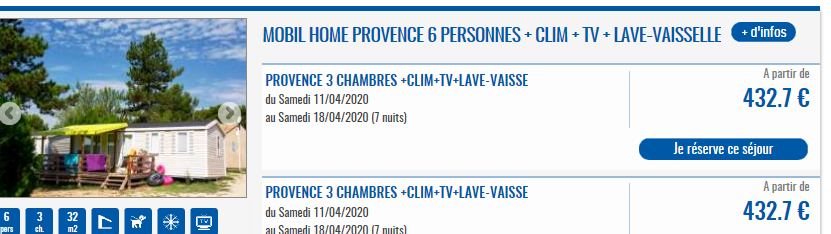 MOBIL HOME PROVENCE 6 PERSONNES + CLIM + TV + LAVE-VAISSELLE
+ d'infos
PROVENCE 3 CHAMBRES +CLIM+TV+LAVE-VAISSE
du Samedi 11/04/2020
au Samedi 18/04/2020 (7 nuits)
A partir de
432.7 €
Je réserve ce séjour
PROVENCE 3 CHAMBRES +CLIM+TV+LAVE-VAISSE
du Samedi 11/04/2020
au Samedi 18/04/2020 (7 nuits)
A partir de
432.7 €
6
pers
3
ch.
32
m2
TV